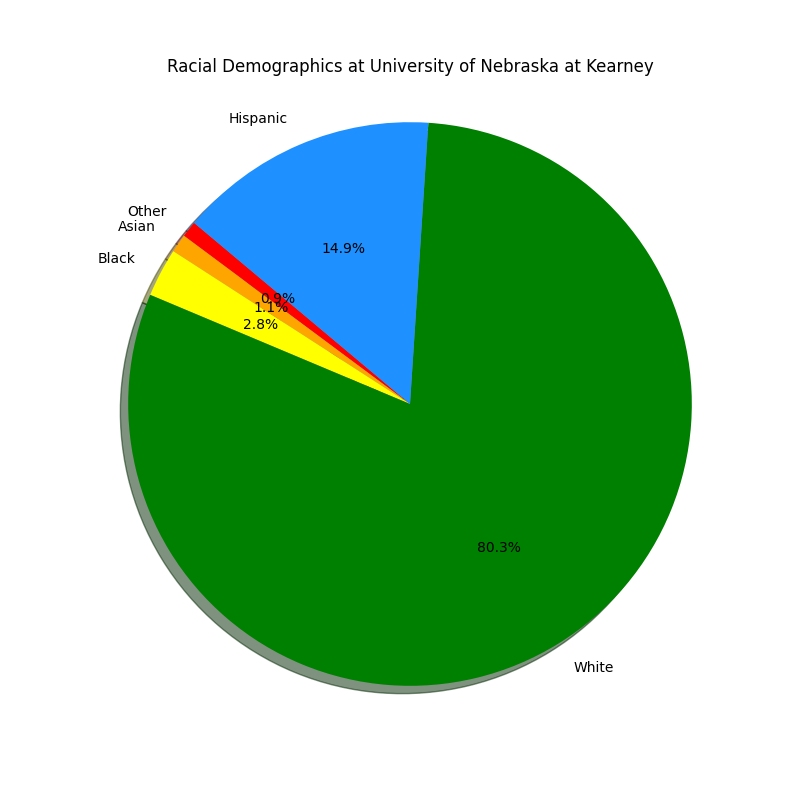 Racial Demographics at University of Nebraska at Kearney
Hispanic
Other
Asian
Black
14.9%
0.9%
1.1%
2.8%
80.3%
White